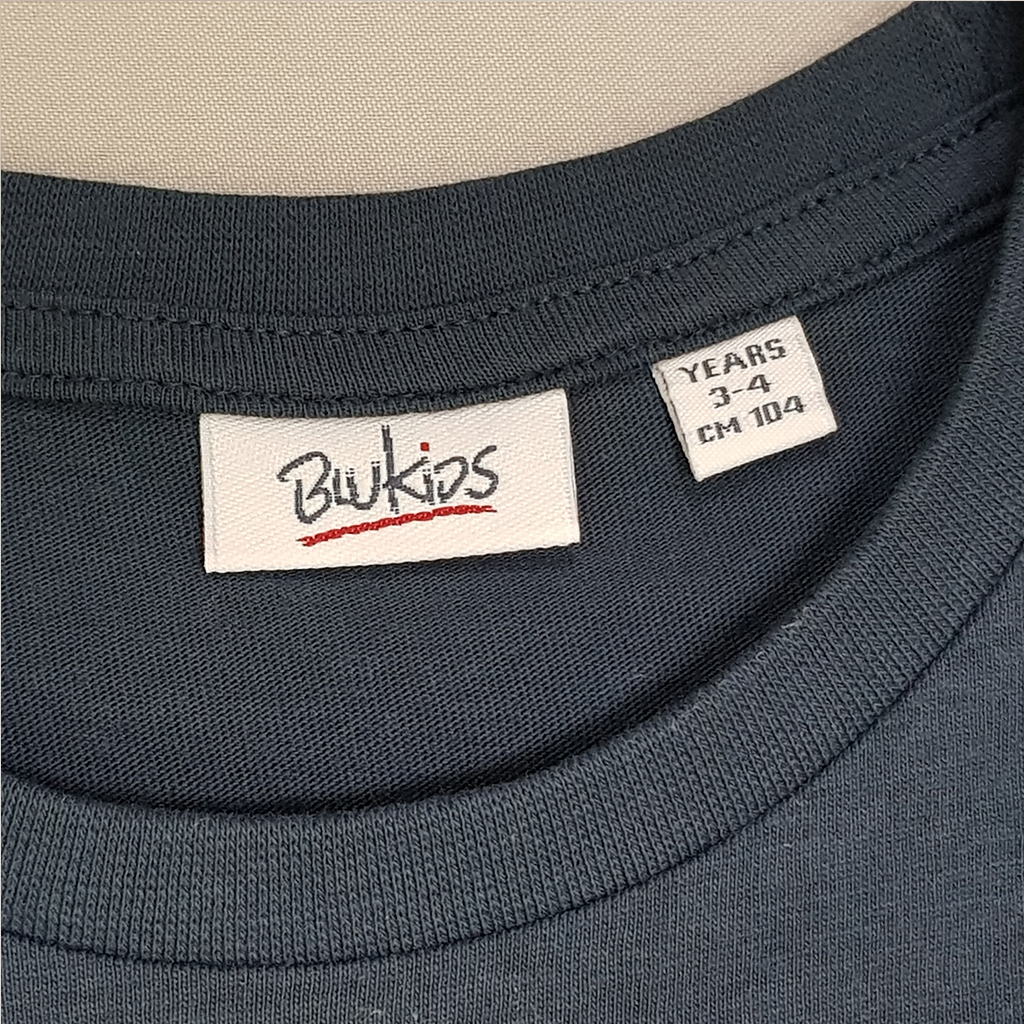 BLUKiDS
YEARS
3-4
CM 104